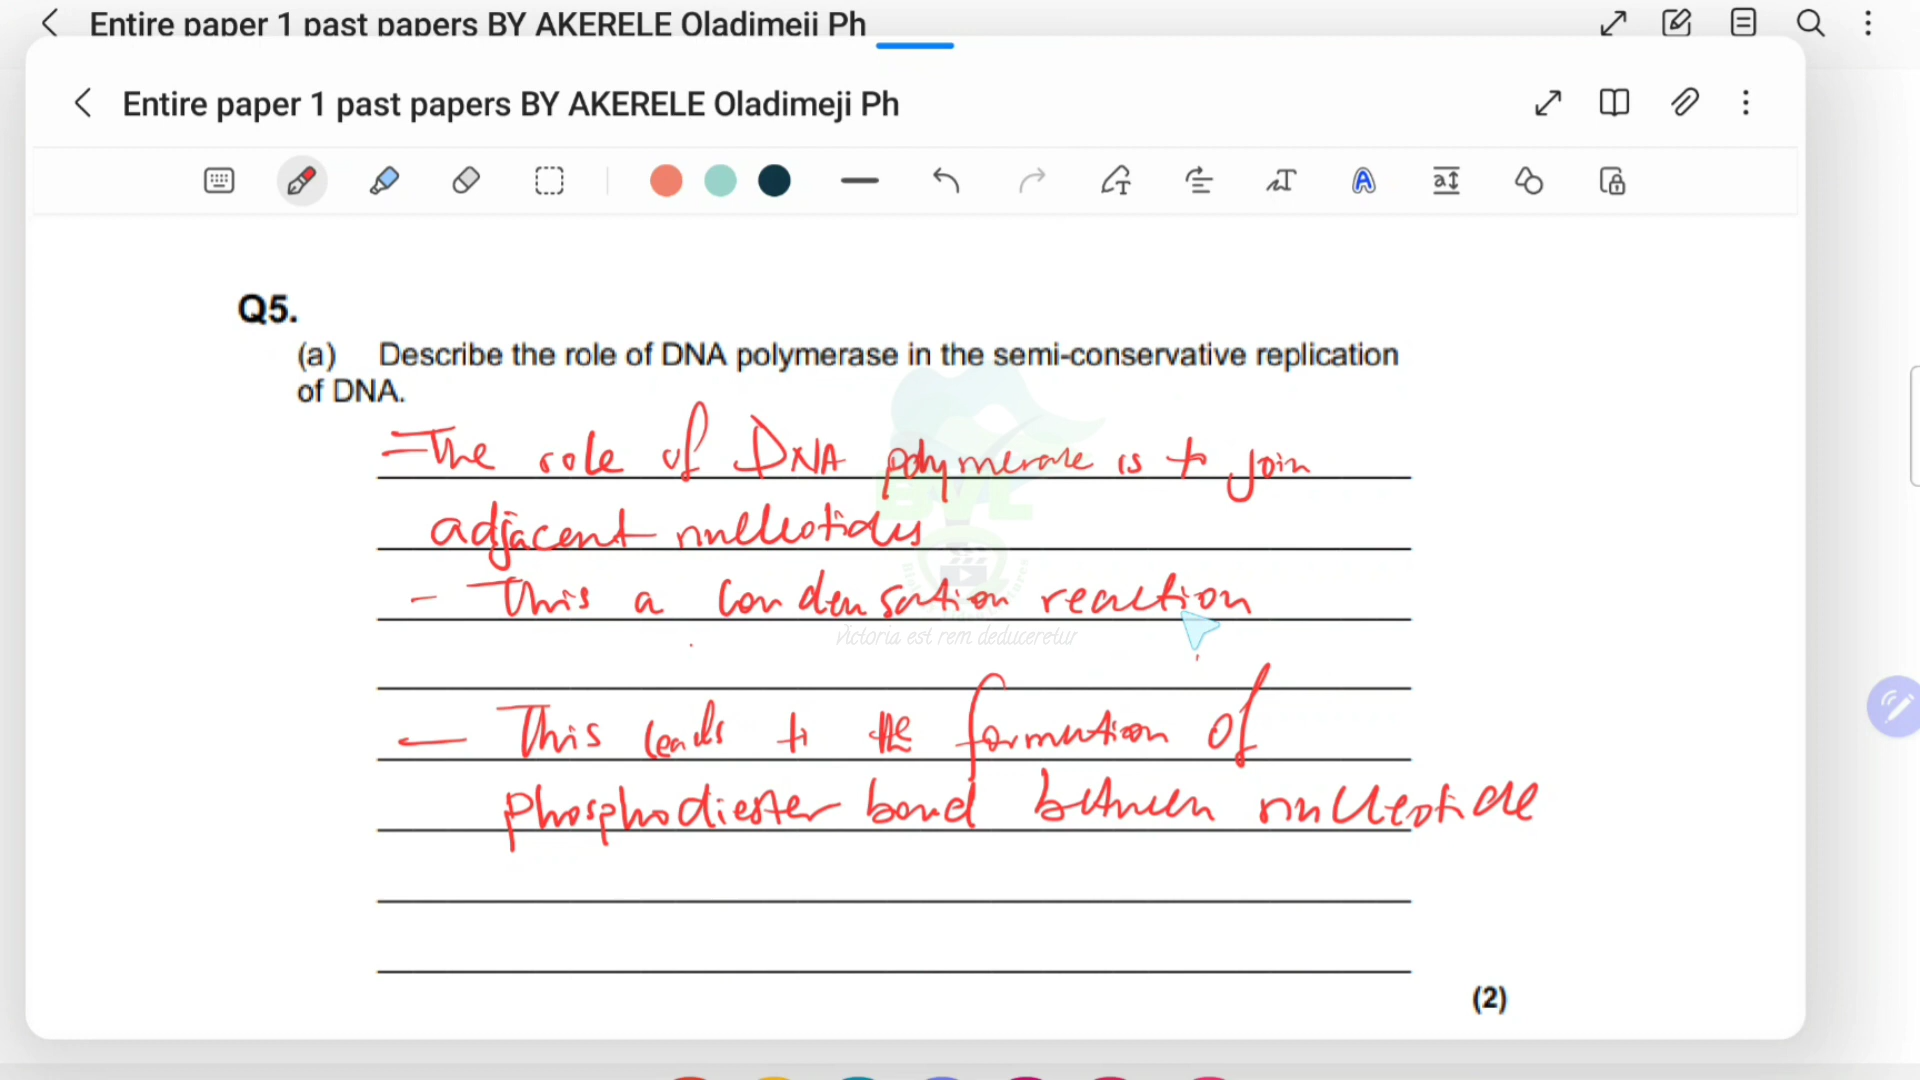 Entire paper 1 past papers BY AKERELE Oladimeji Ph
Entire paper 1 past papers BY AKERELE Oladimeji Ph
Q5.
(a) Describe the role of DNA polymerase in the semi-conservative replication
of DNA.
The role of DNA polymerase is to join
adjacent nucleotides
- This a condensation reaction
victoria est rem deduceretur
- This leads to the formation of
phosphodiester bond between nucleotide
(2)